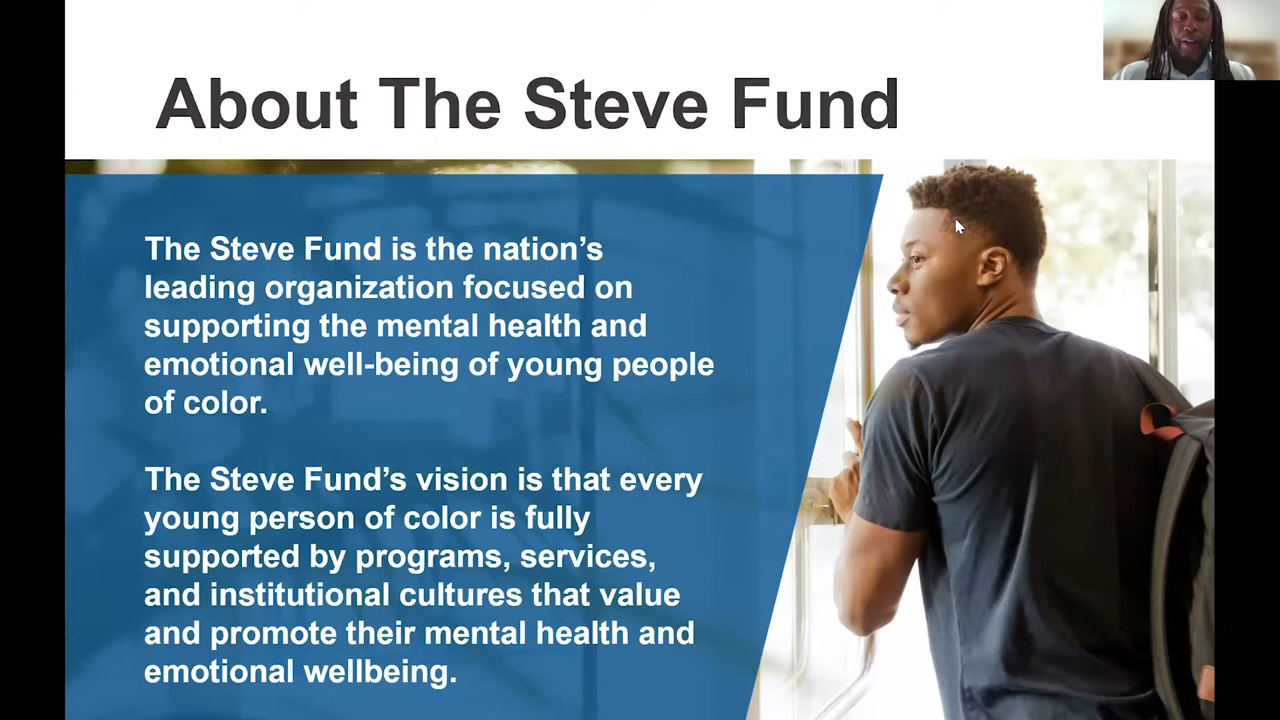 About The Steve Fund
The Steve Fund is the nation’s
leading organization focused on
supporting the mental health and
emotional well-being of young people
of color.
The Steve Fund’s vision is that every
young person of color is fully
supported by programs, services,
and institutional cultures that value
and promote their mental health and
emotional wellbeing.